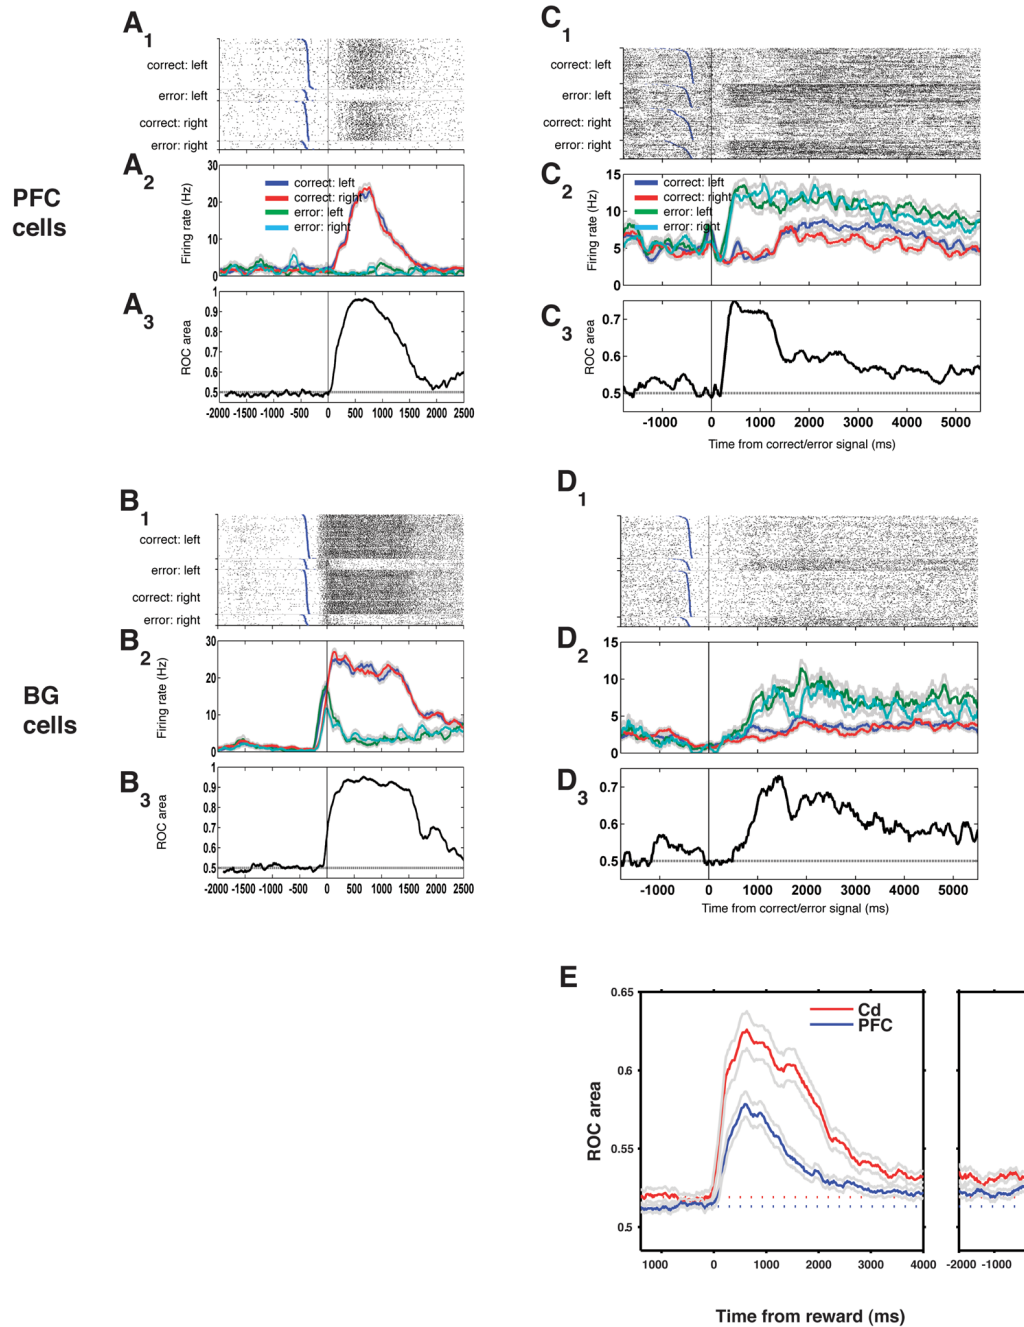 A1
correct: left
error: left
correct: right
error: right
PFC
cells
A2
Firing rate (Hz)
30
20
10
0
correct: left
correct: right
error: left
error: right
A3
ROC area
1
0.9
0.8
0.7
0.6
0.5
-2000 -1500 -1000 -500 0 500 1000 1500 2000 2500
C1
correct: left
error: left
correct: right
error: right
C2
Firing rate (Hz)
15
10
5
0
correct: left
correct: right
error: left
error: right
C3
ROC area
0.7
0.6
0.5
-1000 0 1000 2000 3000 4000 5000
Time from correct/error signal (ms)
B1
correct: left
error: left
correct: right
error: right
BG
cells
B2
Firing rate (Hz)
30
20
10
0
B3
ROC area
1
0.9
0.8
0.7
0.6
0.5
-2000 -1500 -1000 -500 0 500 1000 1500 2000 2500
D1
D2
15
10
5
0
D3
0.7
0.6
0.5
-1000 0 1000 2000 3000 4000 5000
Time from correct/error signal (ms)
E
ROC area
0.65
0.6
0.55
0.5
Cd
PFC
1000 0 1000 2000 3000 4000 -2000 -1000
Time from reward (ms)